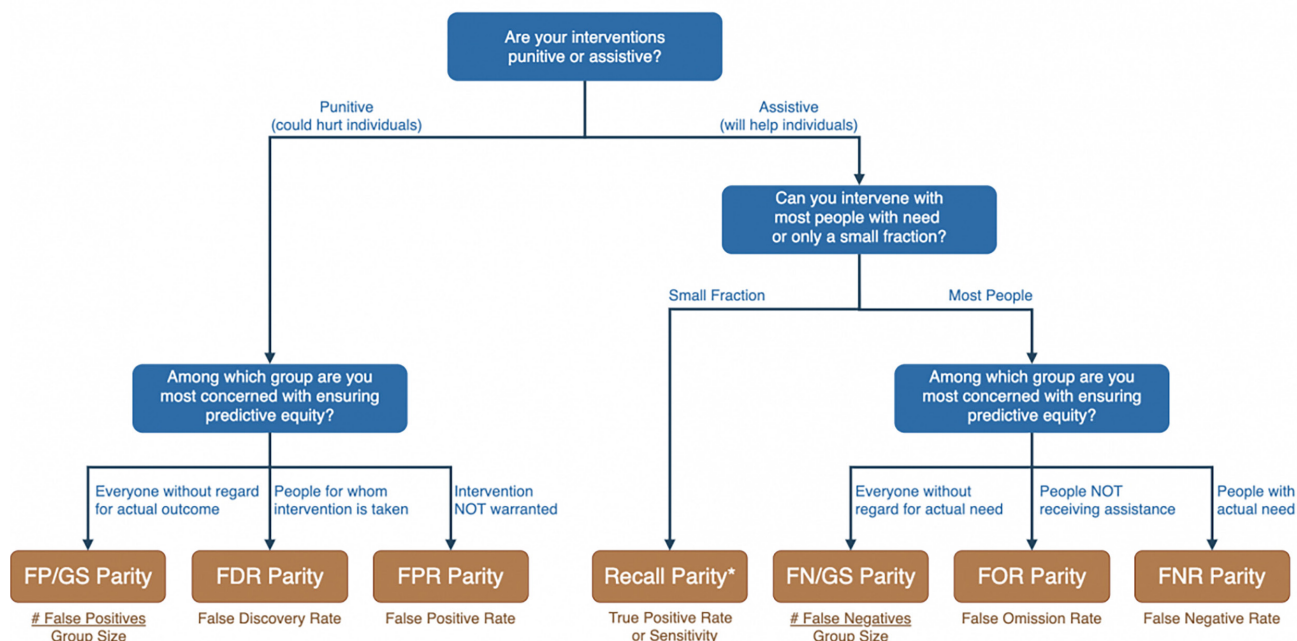 Are your interventions
punitive or assistive?
Punitive
(could hurt individuals)
Assistive
(will help individuals)
Can you intervene with
most people with need
or only a small fraction?
Small Fraction
Most People
Among which group are you
most concerned with ensuring
predictive equity?
Among which group are you
most concerned with ensuring
predictive equity?
Everyone without regard
for actual outcome
People for whom
intervention is taken
Intervention
NOT warranted
Everyone without
regard for actual need
People NOT
receiving assistance
People with
actual need
FP/GS Parity
FDR Parity
FPR Parity
Recall Parity*
FN/GS Parity
FOR Parity
FNR Parity
# False Positives
Group Size
False Discovery Rate
False Positive Rate
True Positive Rate
or Sensitivity
# False Negatives
Group Size
False Omission Rate
False Negative Rate